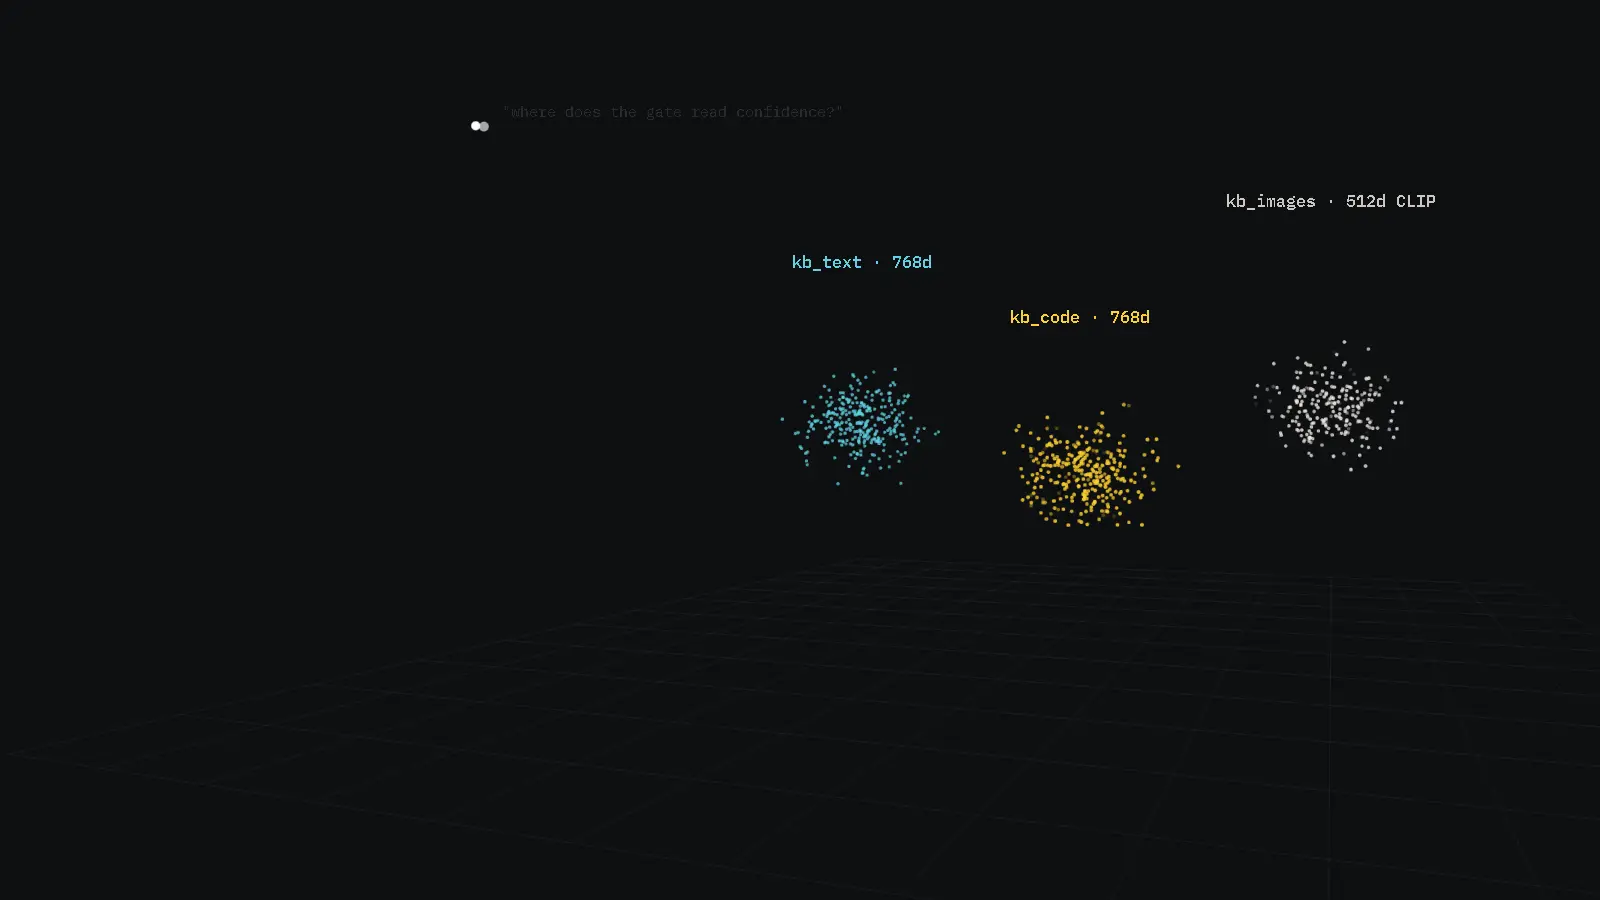 "where does the gate read confidence?"
kb_images · 512d CLIP
kb_text · 768d
kb_code · 768d